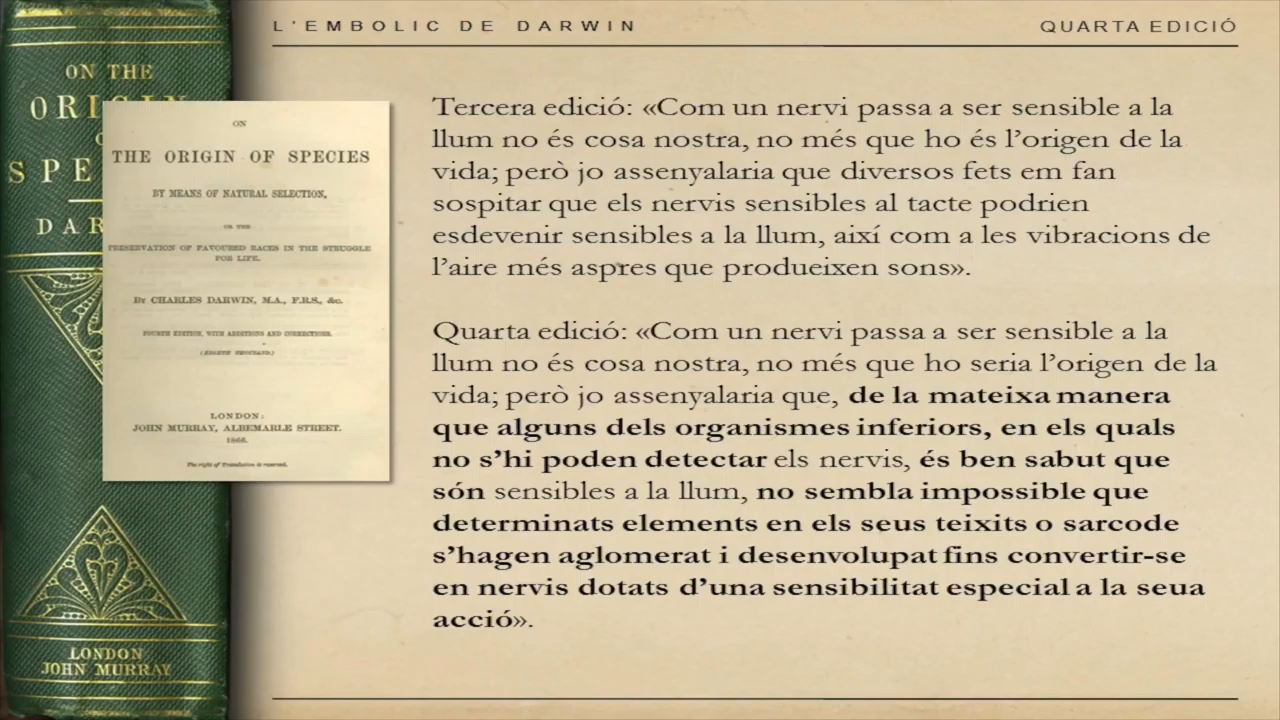 L'EMBOLIC DE DARWIN
QUARTA EDICIÓ
ON THE
ORIGIN
SPE
DAR
LONDON
JOHN MURRAY
ON
THE ORIGIN OF SPECIES
BY MEANS OF NATURAL SELECTION,
OR THE
PRESERVATION OF FAVOURED RACES IN THE STRUGGLE
FOR LIFE.
BY CHARLES DARWIN, M.A., F.R.S., &c.
FOURTH EDITION, WITH ADDITIONS AND CORRECTIONS.
(EIGHTH THOUSAND.)
LONDON:
JOHN MURRAY, ALBEMARLE STREET.
1866.
The right of Translation is reserved.
Tercera edició: «Com un nervi passa a ser sensible a la
llum no és cosa nostra, no més que ho és l'origen de la
vida; però jo assenyalaria que diversos fets em fan
sospitar que els nervis sensibles al tacte podrien
esdevenir sensibles a la llum, així com a les vibracions de
l'aire més aspres que produeixen sons».
Quarta edició: «Com un nervi passa a ser sensible a la
llum no és cosa nostra, no més que ho seria l'origen de la
vida; però jo assenyalaria que, de la mateixa manera
que alguns dels organismes inferiors, en els quals
no s'hi poden detectar els nervis, és ben sabut que
són sensibles a la llum, no sembla impossible que
determinats elements en els seus teixits o sarcode
s'hagen aglomerat i desenvolupat fins convertir-se
en nervis dotats d'una sensibilitat especial a la seua
acció».